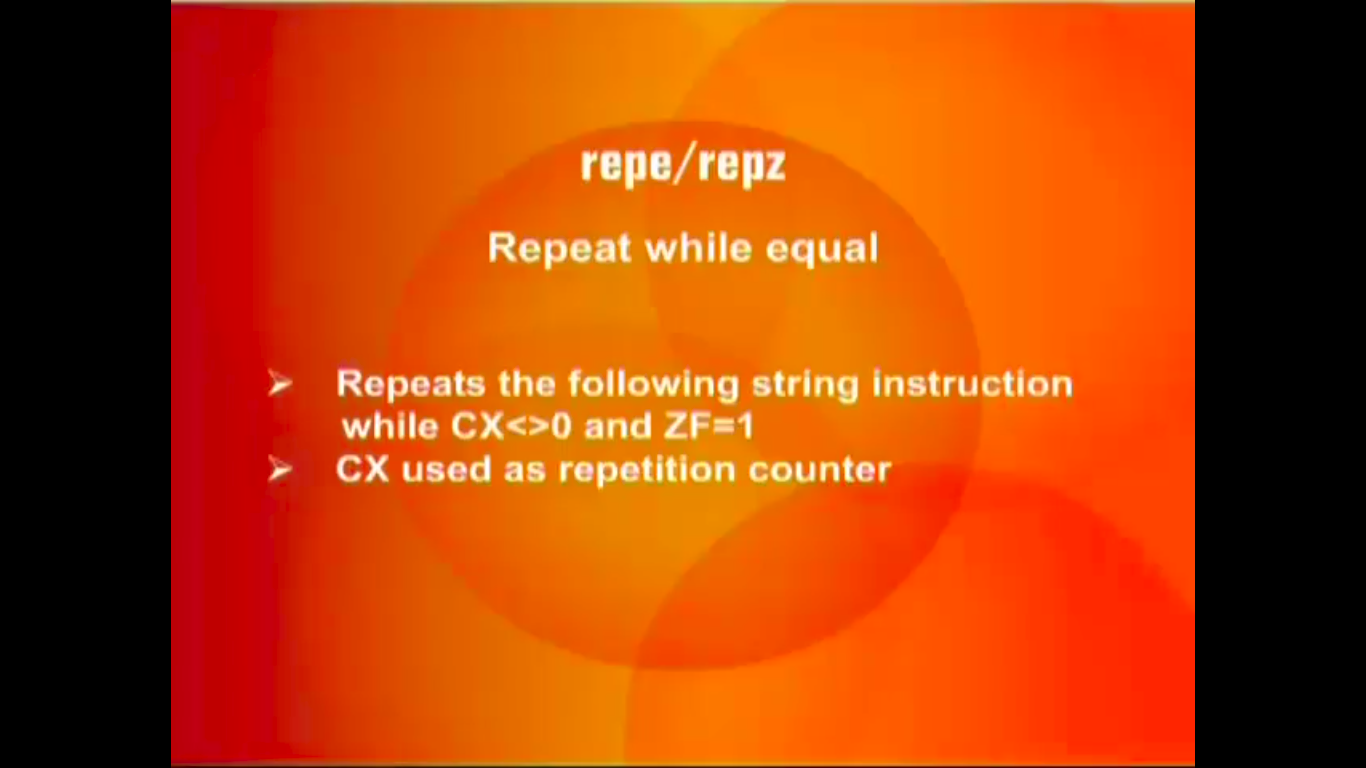 repe/repz
Repeat while equal
➢ Repeats the following string instruction
while CX<>0 and ZF=1
➢ CX used as repetition counter